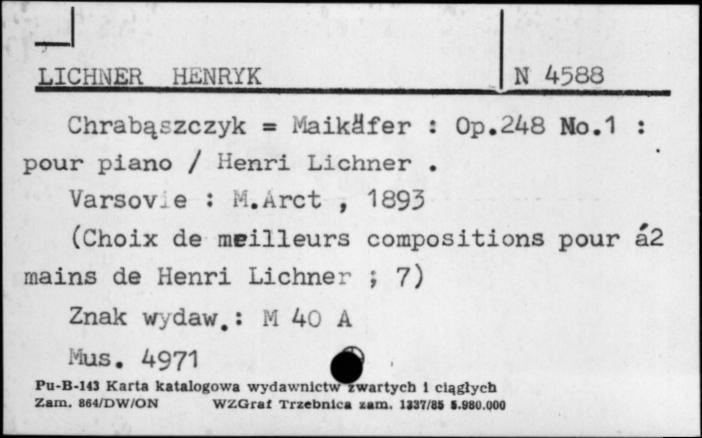 LICHNER HENRYK N 4588
Chrabąszczyk = Maikäfer : Op.248 No.1 :
pour piano / Henri Lichner .
Varsovie : M.Arct , 1893
(Choix de meilleurs compositions pour á2
mains de Henri Lichner ; 7)
Znak wydaw.: M 40 A
Mus. 4971
Pu-B-143 Karta katalogowa wydawnictw zwartych i ciągłych
Zam. 864/DW/ON WZGraf Trzebnica zam. 1337/85 5.980.000